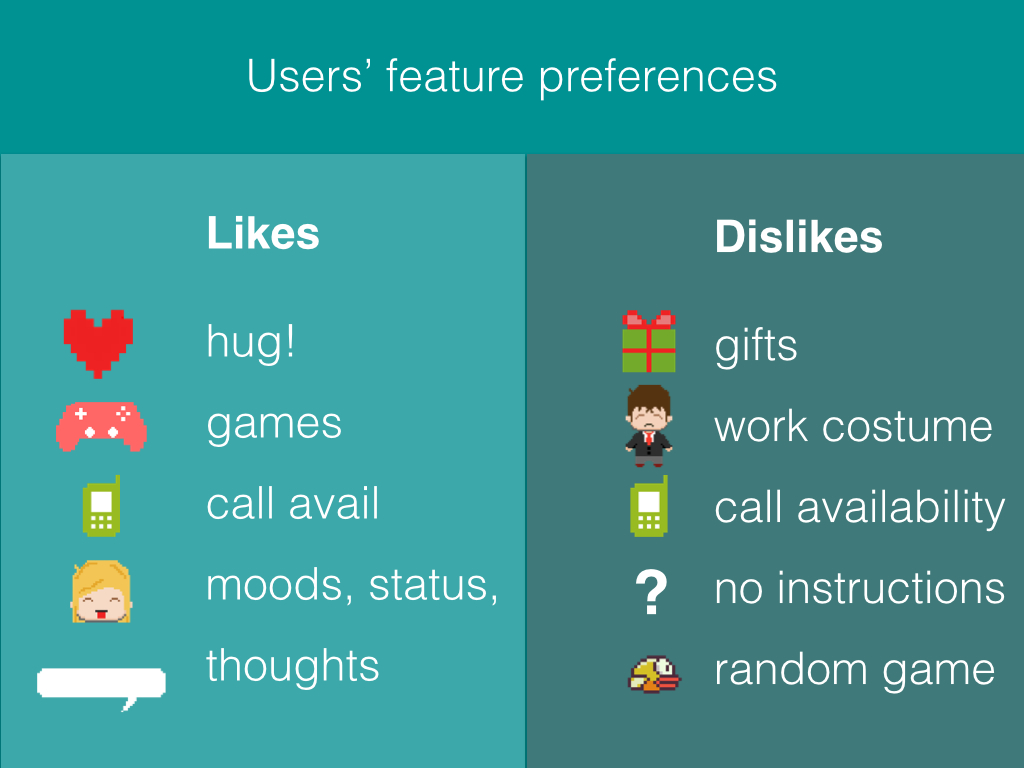 Users’ feature preferences
Likes
hug!
games
call avail
moods, status,
thoughts
Dislikes
gifts
work costume
call availability
? no instructions
random game